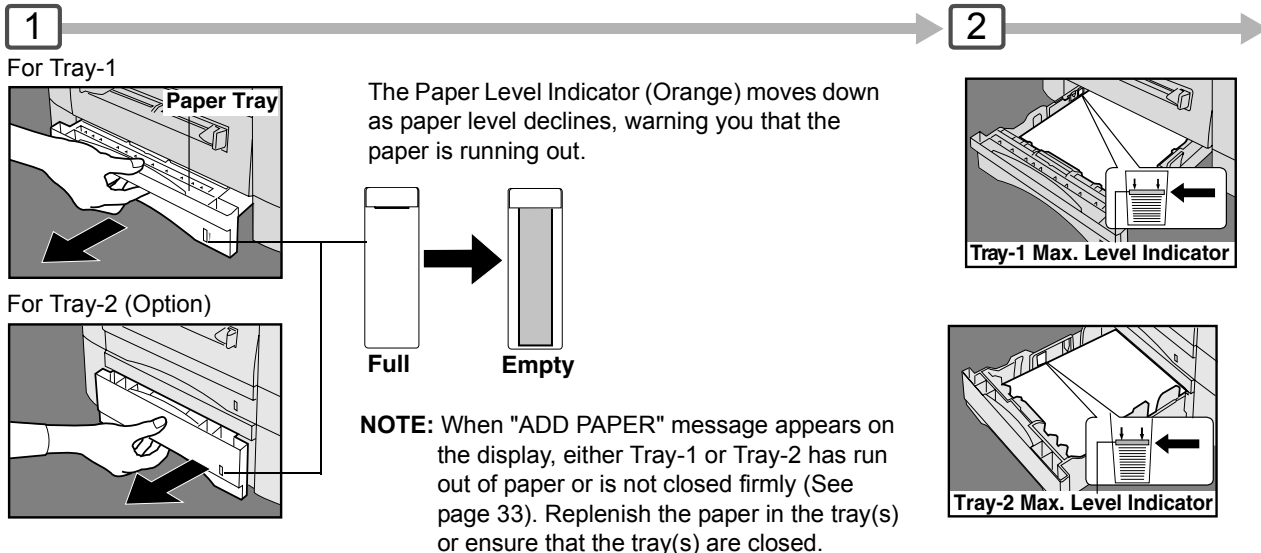 1
For Tray-1
Paper Tray
The Paper Level Indicator (Orange) moves down
as paper level declines, warning you that the
paper is running out.
Full
Empty
For Tray-2 (Option)
NOTE: When "ADD PAPER" message appears on
the display, either Tray-1 or Tray-2 has run
out of paper or is not closed firmly (See
page 33). Replenish the paper in the tray(s)
or ensure that the tray(s) are closed.
2
Tray-1 Max. Level Indicator
Tray-2 Max. Level Indicator